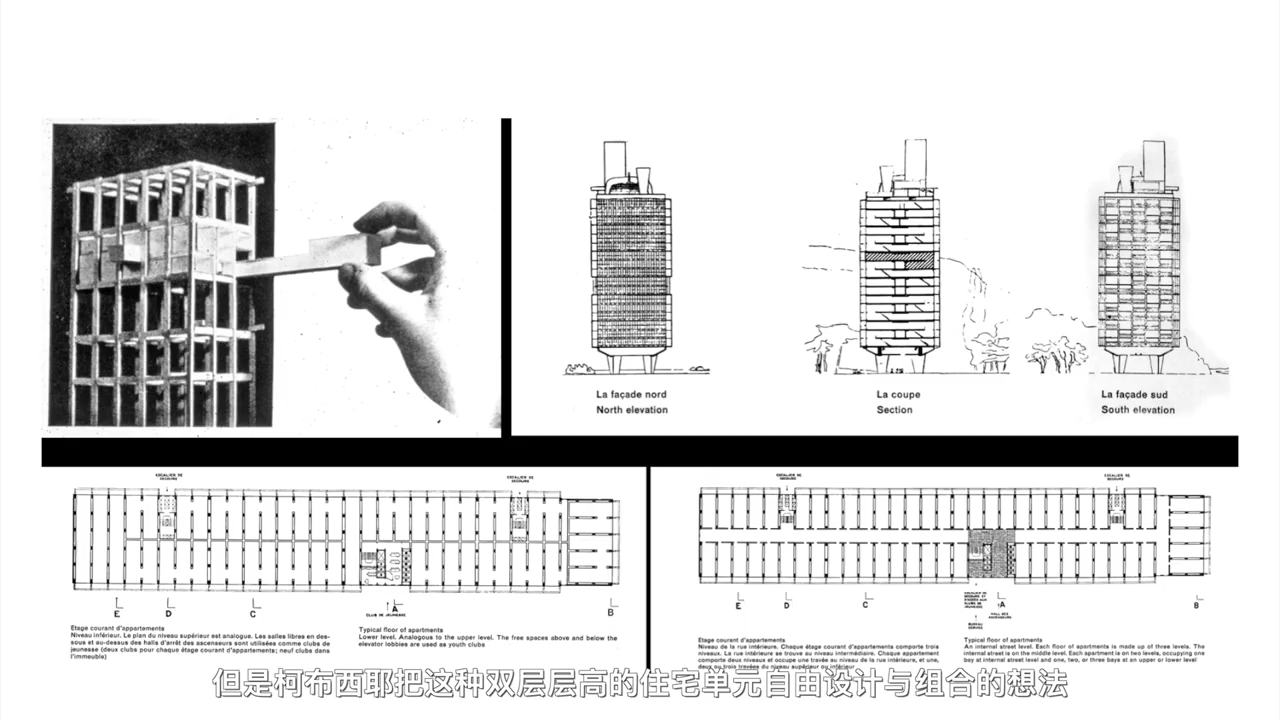 La façade nord
North elevation
La coupe
Section
La façade sud
South elevation
ESCALIER DE
SECOURS
ESCALIER DE
SECOURS
E
D
C
A
B
CLUB DE JEUNESSE
Etage courant d'appartements
Niveau inférieur. Le plan du niveau supérieur est analogue. Les salles libres en des-
sous et au-dessus des halls d'arrêt des ascenseurs sont utilisées comme clubs de
jeunesse (deux clubs pour chaque étage courant d'appartements; neuf clubs dans
l'immeuble)
Typical floor of apartments
Lower level. Analogous to the upper level. The free spaces above and below the
elevator lobbies are used as youth clubs
ESCALIER DE
SECOURS
ESCALIER DE
SECOURS
E
D
C
A
B
HALL DES
ASCENSEURS
BUREAU
Etage courant d'appartements
Niveau de la rue intérieure. Chaque étage courant d'appartements comporte trois
niveaux. La rue intérieure se trouve au niveau intermédiaire. Chaque appartement
comporte deux niveaux et occupe une travée au niveau de la rue intérieure, et une,
deux ou trois travées du niveau supérieur ou inférieur
Typical floor of apartments
An internal street level. Each floor of apartments is made up of three levels. The
internal street is on the middle level. Each apartment is on two levels, occupying one
bay at internal street level and one, two, or three bays at an upper or lower level
但是柯布西耶把这种双层层高的住宅单元自由设计与组合的想法